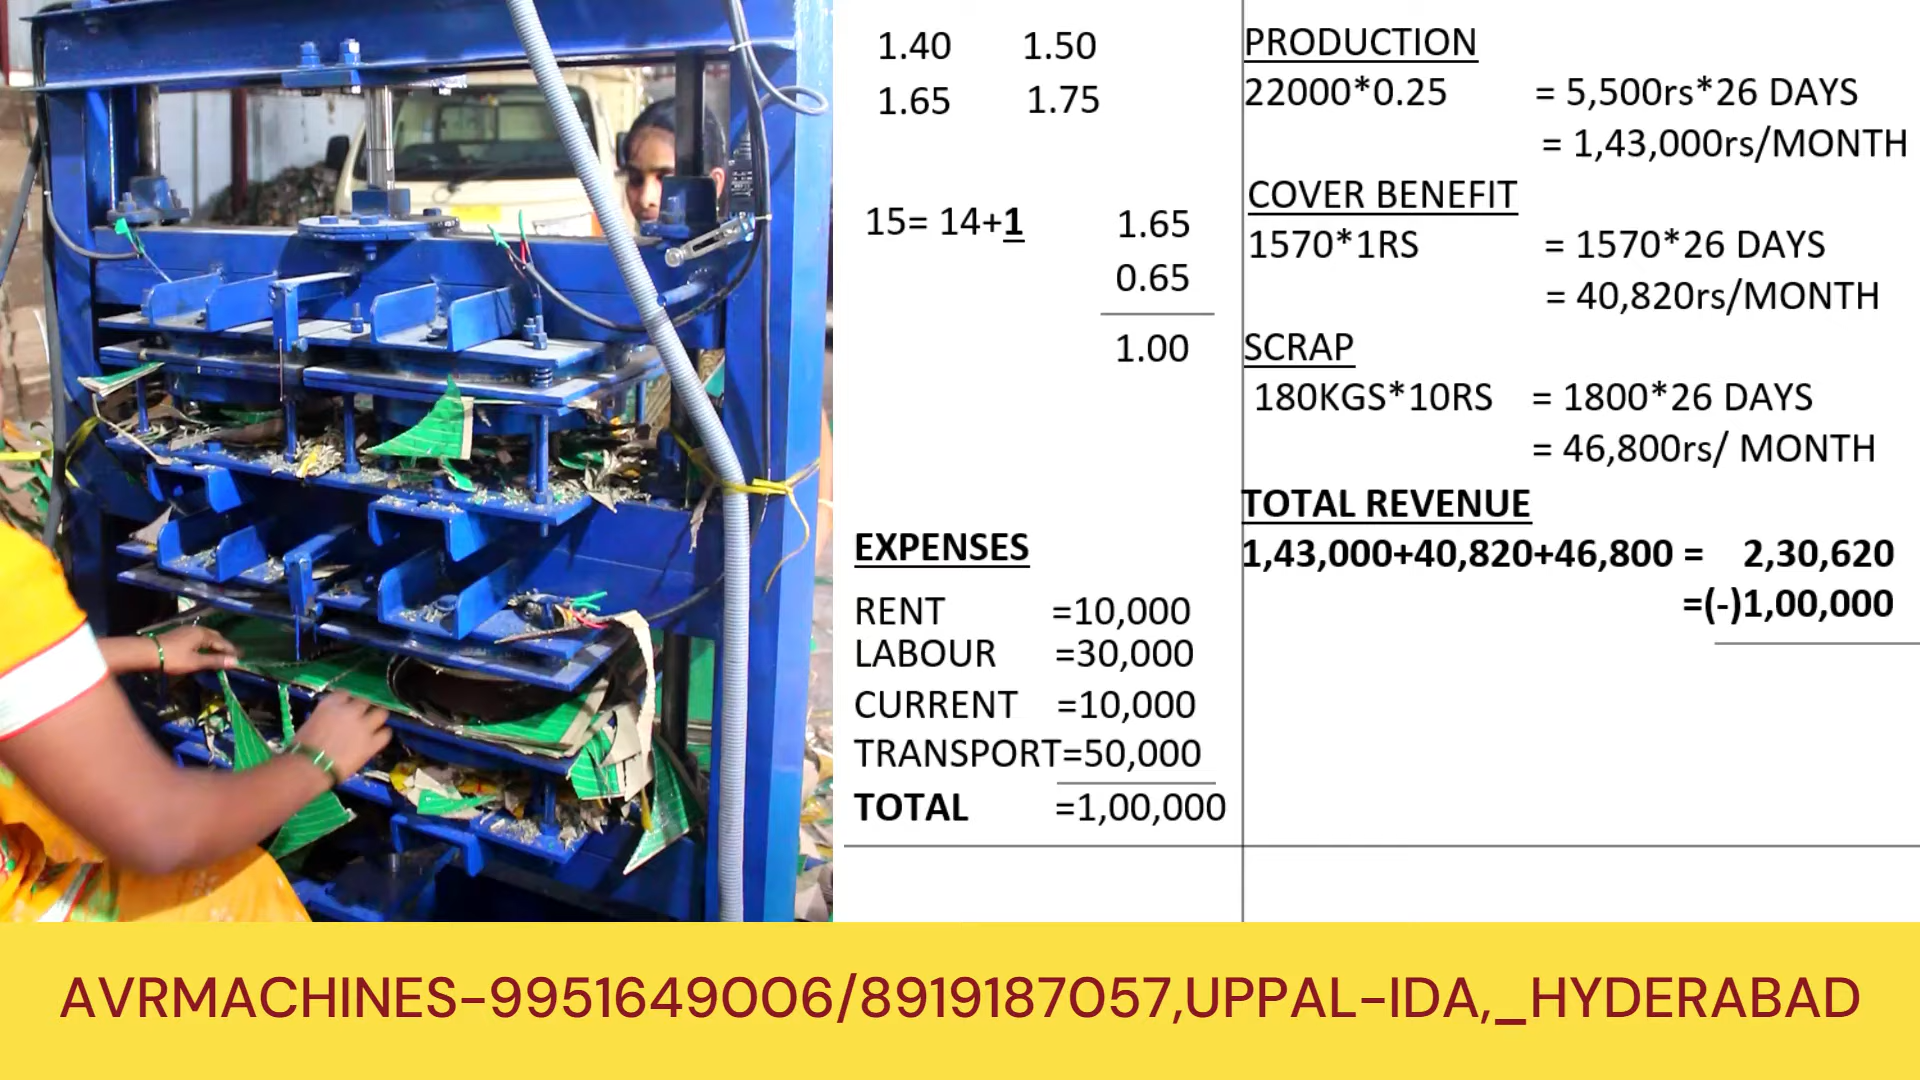 1.40 1.50
1.65 1.75
15= 14+1 1.65
0.65
1.00
EXPENSES
RENT =10,000
LABOUR =30,000
CURRENT =10,000
TRANSPORT=50,000
TOTAL =1,00,000
PRODUCTION
22000*0.25 = 5,500rs*26 DAYS
= 1,43,000rs/MONTH
COVER BENEFIT
1570*1RS = 1570*26 DAYS
= 40,820rs/MONTH
SCRAP
180KGS*10RS = 1800*26 DAYS
= 46,800rs/ MONTH
TOTAL REVENUE
1,43,000+40,820+46,800 = 2,30,620
=(-)1,00,000
AVRMACHINES-9951649006/8919187057,UPPAL-IDA,_HYDERABAD